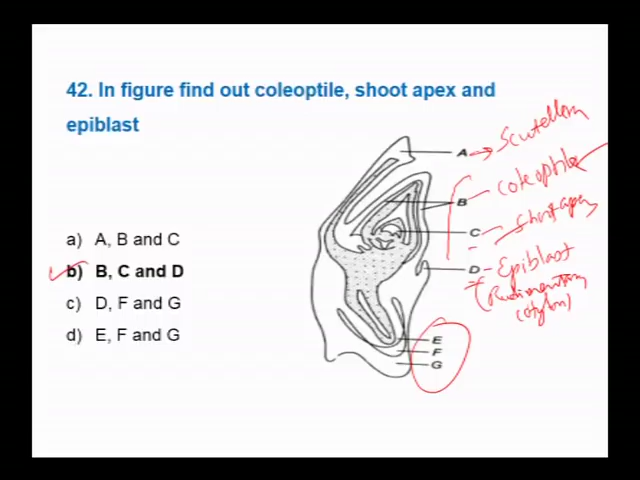 42. In figure find out coleoptile, shoot apex and
epiblast
a) A, B and C
b) B, C and D
c) D, F and G
d) E, F and G
A → Scutellum
B Coleoptile
C Shoot apex
D Epiblast
(Rudimentary
E
F
G